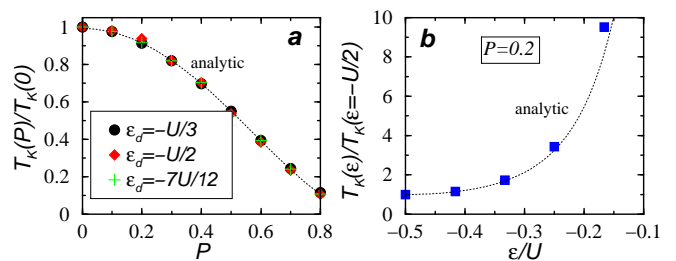 T_K(P)/T_K(0)
1
0.8
0.6
0.4
0.2
0
a
analytic
ε_d=−U/3
ε_d=−U/2
ε_d=−7U/12
0 0.2 0.4 0.6 0.8
P
T_K(ε)/T_K(ε=−U/2)
10
8
6
4
2
0
b
P=0.2
analytic
−0.5 −0.4 −0.3 −0.2 −0.1
ε/U